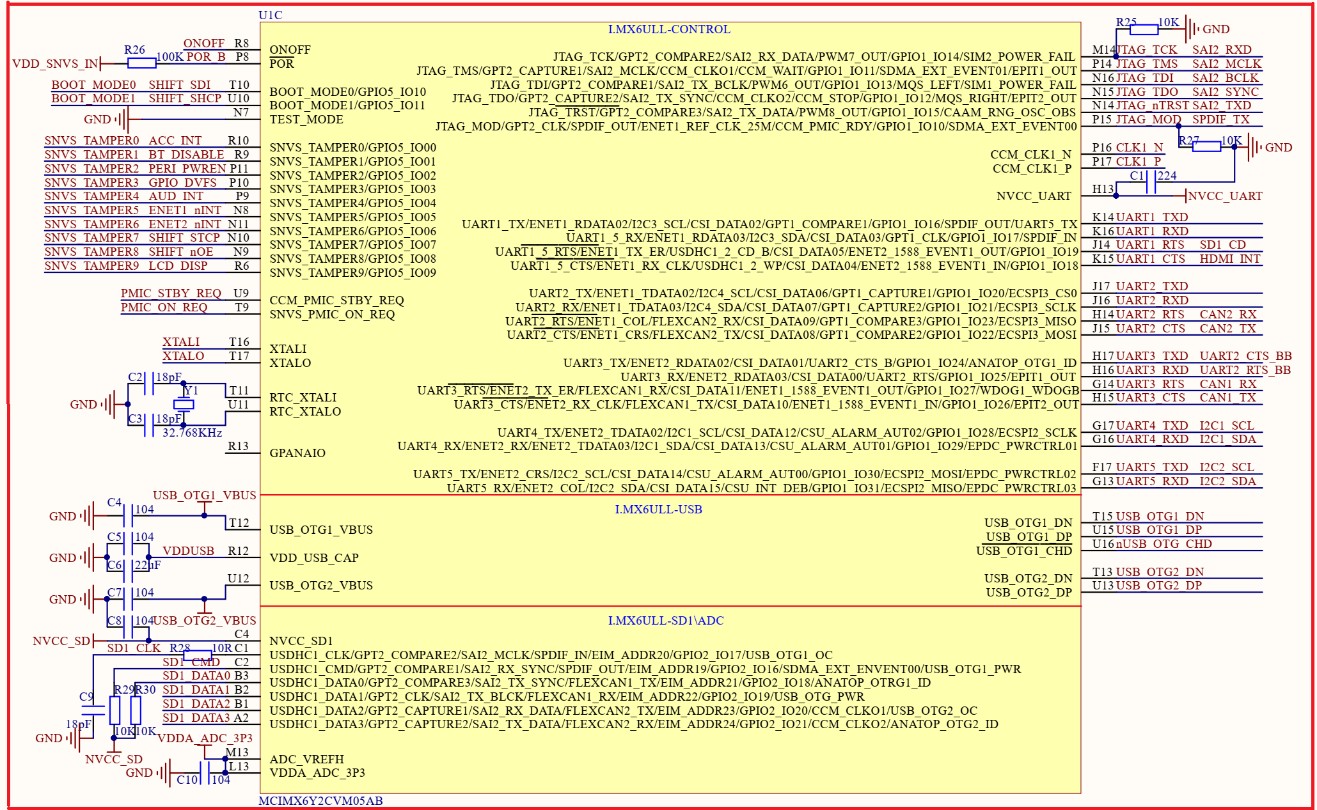 U1C
I.MX6ULL-CONTROL
R25 10K GND
ONOFF R8 ONOFF
R26 100K POR_B P8 POR
VDD_SNVS_IN
JTAG_TCK/GPT2_COMPARE2/SAI2_RX_DATA/PWM7_OUT/GPIO1_IO14/SIM2_POWER_FAIL M14 JTAG_TCK SAI2_RXD
JTAG_TMS/GPT2_CAPTURE1/SAI2_MCLK/CCM_CLKO1/CCM_WAIT/GPIO1_IO11/SDMA_EXT_EVENT01/EPIT1_OUT P14 JTAG_TMS SAI2_MCLK
JTAG_TDI/GPT2_COMPARE1/SAI2_TX_BCLK/PWM6_OUT/GPIO1_IO13/MQS_LEFT/SIM1_POWER_FAIL N16 JTAG_TDI SAI2_BCLK
JTAG_TDO/GPT2_CAPTURE2/SAI2_TX_SYNC/CCM_CLKO2/CCM_STOP/GPIO1_IO12/MQS_RIGHT/EPIT2_OUT N15 JTAG_TDO SAI2_SYNC
JTAG_TRST/GPT2_COMPARE3/SAI2_TX_DATA/PWM8_OUT/GPIO1_IO15/CAAM_RNG_OSC_OBS N14 JTAG_nTRST SAI2_TXD
JTAG_MOD/GPT2_CLK/SPDIF_OUT/ENET1_REF_CLK_25M/CCM_PMIC_RDY/GPIO1_IO10/SDMA_EXT_EVENT00 P15 JTAG_MOD SPDIF_TX
BOOT_MODE0 SHIFT_SDI T10 BOOT_MODE0/GPIO5_IO10
BOOT_MODE1 SHIFT_SHCP U10 BOOT_MODE1/GPIO5_IO11
GND N7 TEST_MODE
R27 10K GND
SNVS_TAMPER0 ACC_INT R10 SNVS_TAMPER0/GPIO5_IO00
SNVS_TAMPER1 BT_DISABLE R9 SNVS_TAMPER1/GPIO5_IO01
SNVS_TAMPER2 PERI_PWREN P11 SNVS_TAMPER2/GPIO5_IO02
SNVS_TAMPER3 GPIO_DVFS P10 SNVS_TAMPER3/GPIO5_IO03
SNVS_TAMPER4 AUD_INT P9 SNVS_TAMPER4/GPIO5_IO04
SNVS_TAMPER5 ENET1_nINT N8 SNVS_TAMPER5/GPIO5_IO05
SNVS_TAMPER6 ENET2_nINT N11 SNVS_TAMPER6/GPIO5_IO06
SNVS_TAMPER7 SHIFT_STCP N10 SNVS_TAMPER7/GPIO5_IO07
SNVS_TAMPER8 SHIFT_nOE N9 SNVS_TAMPER8/GPIO5_IO08
SNVS_TAMPER9 LCD_DISP R6 SNVS_TAMPER9/GPIO5_IO09
CCM_CLK1_N P16 CLK1_N
CCM_CLK1_P P17 CLK1_P
C1 224
NVCC_UART H13 NVCC_UART
UART1_TX/ENET1_RDATA02/I2C3_SCL/CSI_DATA02/GPT1_COMPARE1/GPIO1_IO16/SPDIF_OUT/UART5_TX K14 UART1_TXD
UART1_5_RX/ENET1_RDATA03/I2C3_SDA/CSI_DATA03/GPT1_CLK/GPIO1_IO17/SPDIF_IN K16 UART1_RXD
UART1_5_RTS/ENET1_TX_ER/USDHC1_2_CD_B/CSI_DATA05/ENET2_1588_EVENT1_OUT/GPIO1_IO19 J14 UART1_RTS SD1_CD
UART1_5_CTS/ENET1_RX_CLK/USDHC1_2_WP/CSI_DATA04/ENET2_1588_EVENT1_IN/GPIO1_IO18 K15 UART1_CTS HDMI_INT
PMIC_STBY_REQ U9 CCM_PMIC_STBY_REQ
PMIC_ON_REQ T9 SNVS_PMIC_ON_REQ
UART2_TX/ENET1_TDATA02/I2C4_SCL/CSI_DATA06/GPT1_CAPTURE1/GPIO1_IO20/ECSPI3_CS0 J17 UART2_TXD
UART2_RX/ENET1_TDATA03/I2C4_SDA/CSI_DATA07/GPT1_CAPTURE2/GPIO1_IO21/ECSPI3_SCLK J16 UART2_RXD
UART2_RTS/ENET1_COL/FLEXCAN2_RX/CSI_DATA09/GPT1_COMPARE3/GPIO1_IO23/ECSPI3_MISO H14 UART2_RTS CAN2_RX
UART2_CTS/ENET1_CRS/FLEXCAN2_TX/CSI_DATA08/GPT1_COMPARE2/GPIO1_IO22/ECSPI3_MOSI J15 UART2_CTS CAN2_TX
XTALI T16 XTALI
XTALO T17 XTALO
UART3_TX/ENET2_RDATA02/CSI_DATA01/UART2_CTS_B/GPIO1_IO24/ANATOP_OTG1_ID H17 UART3_TXD UART2_CTS_BB
UART3_RX/ENET2_RDATA03/CSI_DATA00/UART2_RTS/GPIO1_IO25/EPIT1_OUT H16 UART3_RXD UART2_RTS_BB
UART3_RTS/ENET2_TX_ER/FLEXCAN1_RX/CSI_DATA11/ENET1_1588_EVENT1_OUT/GPIO1_IO27/WDOG1_WDOGB G14 UART3_RTS CAN1_RX
UART3_CTS/ENET2_RX_CLK/FLEXCAN1_TX/CSI_DATA10/ENET1_1588_EVENT1_IN/GPIO1_IO26/EPIT2_OUT H15 UART3_CTS CAN1_TX
C2 18pF T11 RTC_XTALI
GND Y1
C3 18pF U11 RTC_XTALO
32.768KHz
R13 GPANAIO
UART4_TX/ENET2_TDATA02/I2C1_SCL/CSI_DATA12/CSU_ALARM_AUT02/GPIO1_IO28/ECSPI2_SCLK G17 UART4_TXD I2C1_SCL
UART4_RX/ENET2_TDATA03/I2C1_SDA/CSI_DATA13/CSU_ALARM_AUT01/GPIO1_IO29/EPDC_PWRCTRL01 G16 UART4_RXD I2C1_SDA
UART5_TX/ENET2_CRS/I2C2_SCL/CSI_DATA14/CSU_ALARM_AUT00/GPIO1_IO30/ECSPI2_MOSI/EPDC_PWRCTRL02 F17 UART5_TXD I2C2_SCL
UART5_RX/ENET2_COL/I2C2_SDA/CSI_DATA15/CSU_INT_DEB/GPIO1_IO31/ECSPI2_MISO/EPDC_PWRCTRL03 G13 UART5_RXD I2C2_SDA
USB_OTG1_VBUS
I.MX6ULL-USB
GND C4 104 T12 USB_OTG1_VBUS
C5 104
GND VDDUSB R12 VDD_USB_CAP
C6 22uF
USB_OTG1_DN T15 USB_OTG1_DN
USB_OTG1_DP U15 USB_OTG1_DP
USB_OTG1_CHD U16 nUSB_OTG_CHD
U12 USB_OTG2_VBUS
GND C7 104
USB_OTG2_DN T13 USB_OTG2_DN
USB_OTG2_DP U13 USB_OTG2_DP
C8 104 USB_OTG2_VBUS
I.MX6ULL-SD1\ADC
NVCC_SD C4 NVCC_SD1
SD1_CLK R28 10R C1 USDHC1_CLK/GPT2_COMPARE2/SAI2_MCLK/SPDIF_IN/EIM_ADDR20/GPIO2_IO17/USB_OTG1_OC
SD1_CMD C2 USDHC1_CMD/GPT2_COMPARE1/SAI2_RX_SYNC/SPDIF_OUT/EIM_ADDR19/GPIO2_IO16/SDMA_EXT_ENVENT00/USB_OTG1_PWR
SD1_DATA0 B3 USDHC1_DATA0/GPT2_COMPARE3/SAI2_TX_SYNC/FLEXCAN1_TX/EIM_ADDR21/GPIO2_IO18/ANATOP_OTRG1_ID
SD1_DATA1 B2 USDHC1_DATA1/GPT2_CLK/SAI2_TX_BLCK/FLEXCAN1_RX/EIM_ADDR22/GPIO2_IO19/USB_OTG_PWR
SD1_DATA2 B1 USDHC1_DATA2/GPT2_CAPTURE1/SAI2_RX_DATA/FLEXCAN2_TX/EIM_ADDR23/GPIO2_IO20/CCM_CLKO1/USB_OTG2_OC
SD1_DATA3 A2 USDHC1_DATA3/GPT2_CAPTURE2/SAI2_TX_DATA/FLEXCAN2_RX/EIM_ADDR24/GPIO2_IO21/CCM_CLKO2/ANATOP_OTG2_ID
C9 R29 R30
18pF
10K 10K
GND VDDA_ADC_3P3
NVCC_SD M13 ADC_VREFH
GND L13 VDDA_ADC_3P3
C10 104
MCIMX6Y2CVM05AB